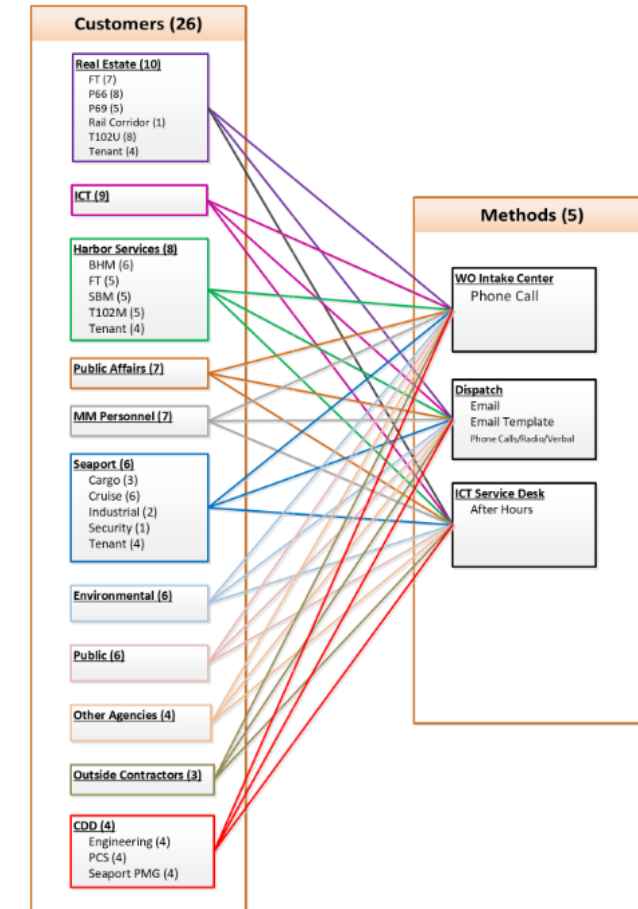 Customers (26)
Real Estate (10)
FT (7)
P66 (8)
P69 (5)
Rail Corridor (1)
T102U (8)
Tenant (4)
ICT (9)
Harbor Services (8)
BHM (6)
FT (5)
SBM (5)
T102M (5)
Tenant (4)
Public Affairs (7)
MM Personnel (7)
Seaport (6)
Cargo (3)
Cruise (6)
Industrial (2)
Security (1)
Tenant (4)
Environmental (6)
Public (6)
Other Agencies (4)
Outside Contractors (3)
CDD (4)
Engineering (4)
PCS (4)
Seaport PMG (4)
Methods (5)
WO Intake Center
Phone Call
Dispatch
Email
Email Template
Phone Calls/Radio/Verbal
ICT Service Desk
After Hours